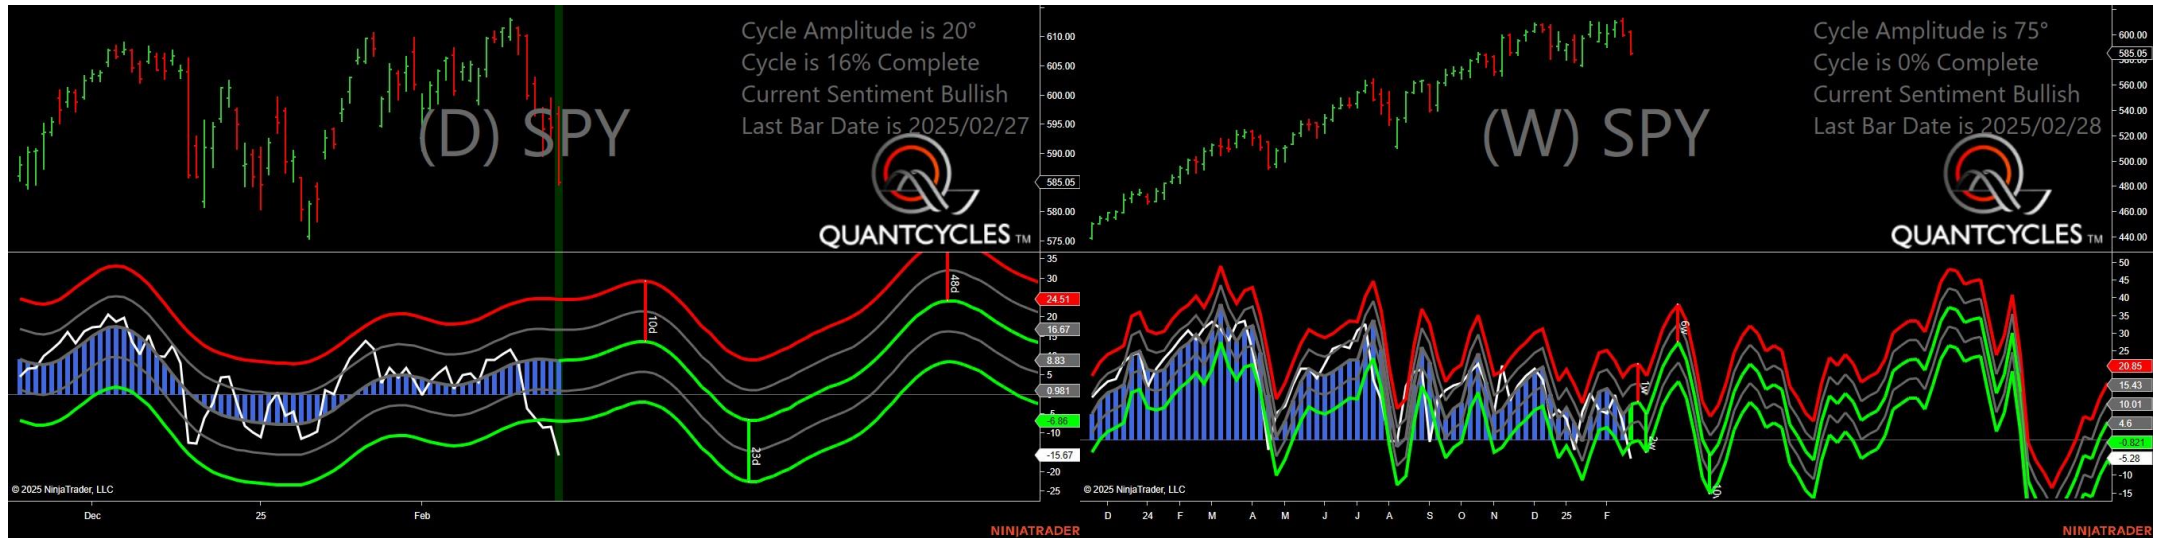 Cycle Amplitude is 20°
Cycle is 16% Complete
Current Sentiment Bullish
Last Bar Date is 2025/02/27
(D) SPY
QUANTCYCLES TM
610.00
605.00
600.00
595.00
590.00
585.05
580.00
575.00
35
30
24.51
20
16.67
15
8.83
5
0.981
-5
-6.86
-10
-15.67
-20
-25
10d
23d
48d
© 2025 NinjaTrader, LLC
Dec
25
Feb
NINJATRADER
Cycle Amplitude is 75°
Cycle is 0% Complete
Current Sentiment Bullish
Last Bar Date is 2025/02/28
(W) SPY
QUANTCYCLES TM
600.00
585.05
560.00
540.00
520.00
500.00
480.00
460.00
440.00
50
40
35
30
25
20.85
15.43
10.01
4.6
-0.821
-5.28
-10
-15
1w
2w
6w
© 2025 NinjaTrader, LLC
D
24
F
M
A
M
J
J
A
S
O
N
D
25
F
NINJATRADER